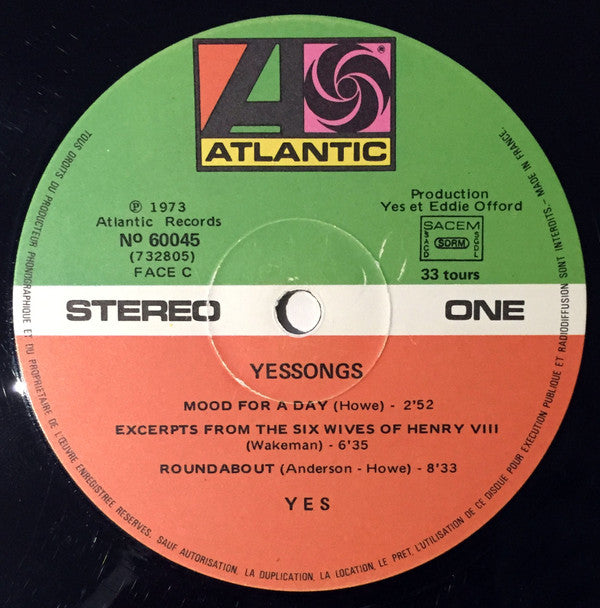 ATLANTIC
®
℗ 1973
Atlantic Records
Nº 60045
(732805)
FACE C
Production
Yes et Eddie Offord
SACEM
SACD
SDRM
SGDL
33 tours
STEREO
ONE
YESSONGS
MOOD FOR A DAY (Howe) - 2'52
EXCERPTS FROM THE SIX WIVES OF HENRY VIII
(Wakeman) - 6'35
ROUNDABOUT (Anderson - Howe) - 8'33
YES
TOUS DROITS DU PRODUCTEUR PHONOGRAPHIQUE ET DU PROPRIETAIRE DE L'ŒUVRE ENREGISTREE RESERVES. SAUF AUTORISATION, LA DUPLICATION, LA LOCATION, LE PRET, L'UTILISATION DE CE DISQUE POUR EXECUTION PUBLIQUE ET RADIODIFFUSION SONT INTERDITS - MADE IN FRANCE.